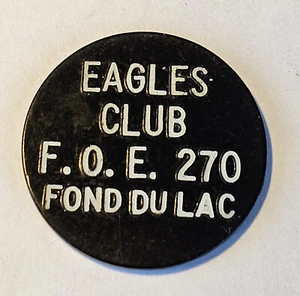 EAGLES
CLUB
F. O. E. 270
FOND DU LAC